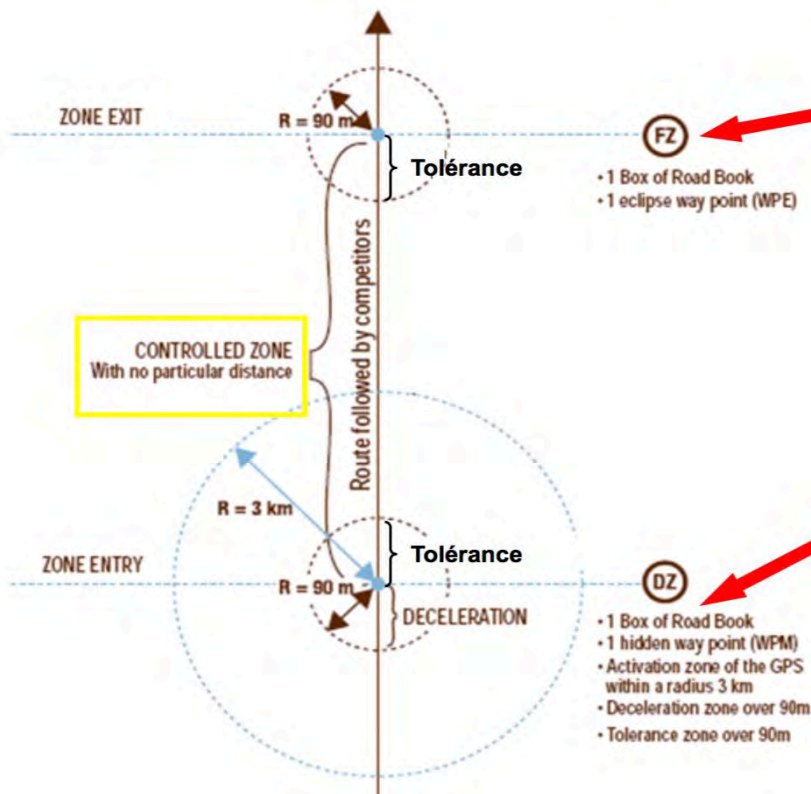 ZONE EXIT
R = 90 m
FZ
Tolérance
• 1 Box of Road Book
• 1 eclipse way point (WPE)
Route followed by competitors
CONTROLLED ZONE
With no particular distance
R = 3 km
ZONE ENTRY
Tolérance
R = 90 m
DZ
DECELERATION
• 1 Box of Road Book
• 1 hidden way point (WPM)
• Activation zone of the GPS
within a radius 3 km
• Deceleration zone over 90m
• Tolerance zone over 90m